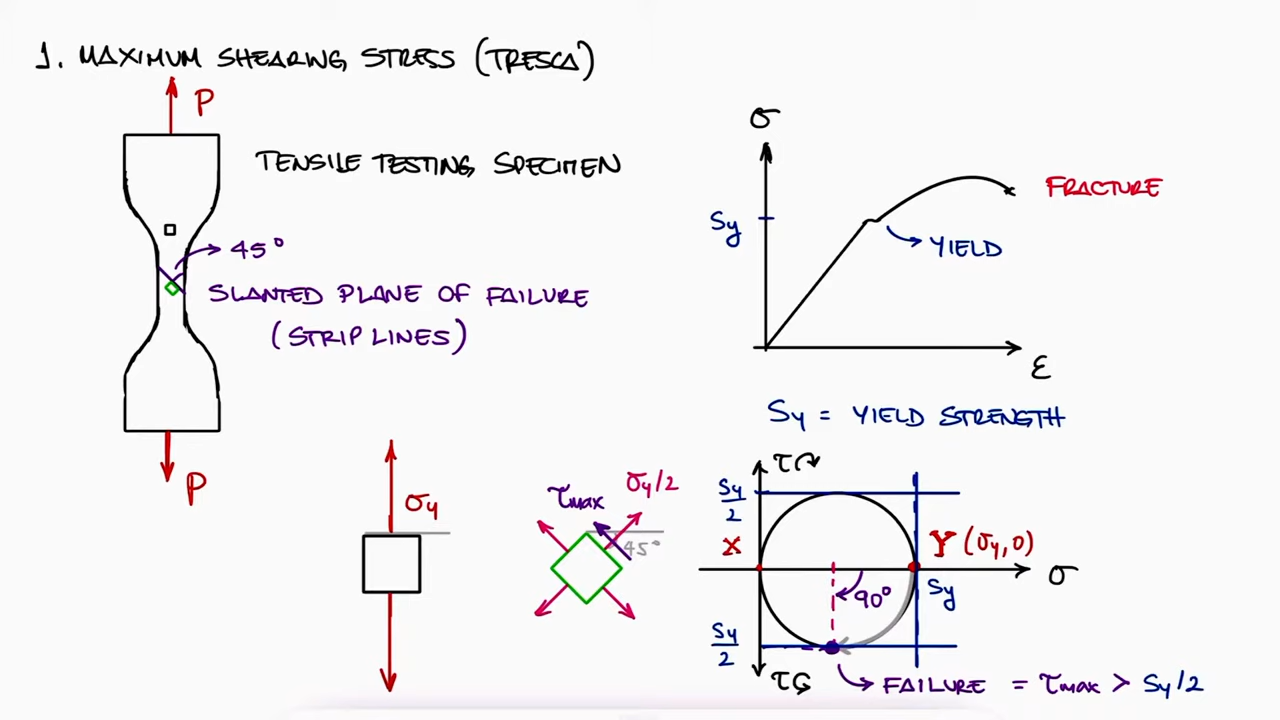 1. MAXIMUM SHEARING STRESS (TRESCA)
P
TENSILE TESTING SPECIMEN
45°
SLANTED PLANE OF FAILURE
(STRIP LINES)
P
σ
Sy
FRACTURE
YIELD
ε
Sy = YIELD STRENGTH
σy
τmax
σy/2
45°
τ
Sy/2
X
Y (σy, 0)
σ
Sy
90°
Sy/2
τ
FAILURE = τmax > Sy/2